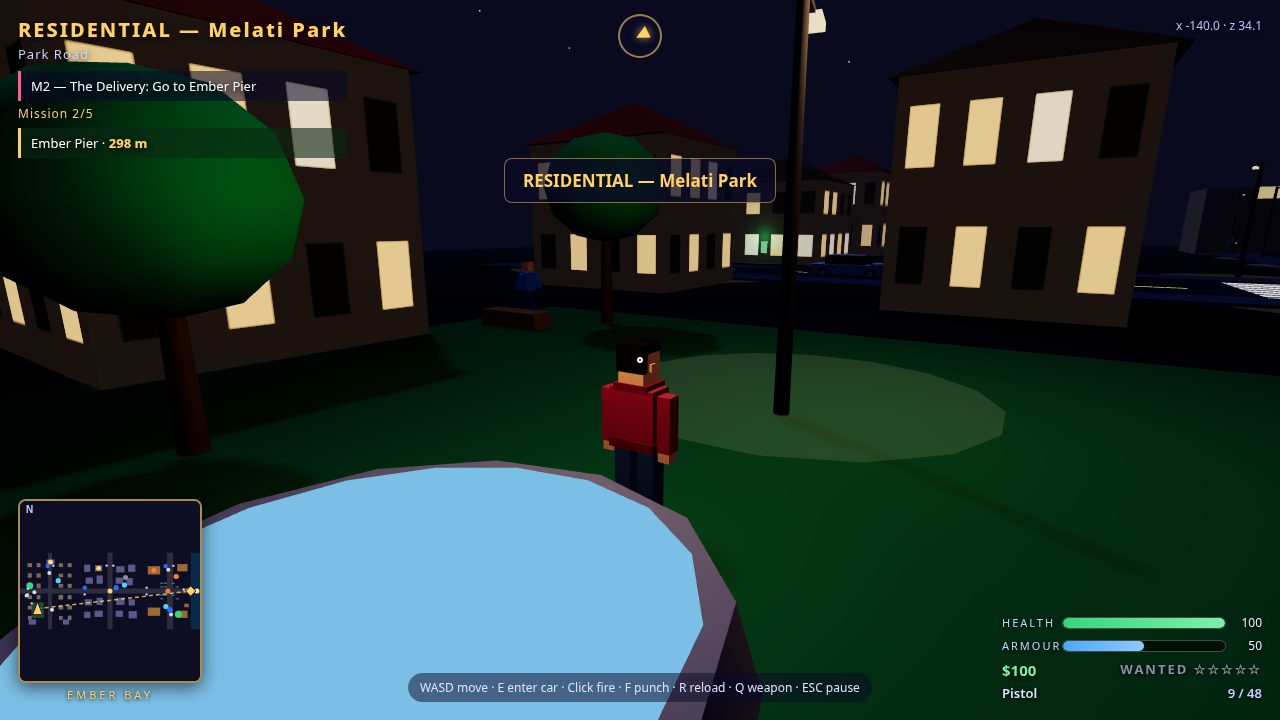 RESIDENTIAL — Melati Park
Park Road
M2 — The Delivery: Go to Ember Pier
Mission 2/5
Ember Pier · 298 m
x -140.0 · z 34.1
RESIDENTIAL — Melati Park
N
EMBER BAY
WASD move · E enter car · Click fire · F punch · R reload · Q weapon · ESC pause
HEALTH 100
ARMOUR 50
$100 WANTED ☆☆☆☆☆
Pistol 9 / 48